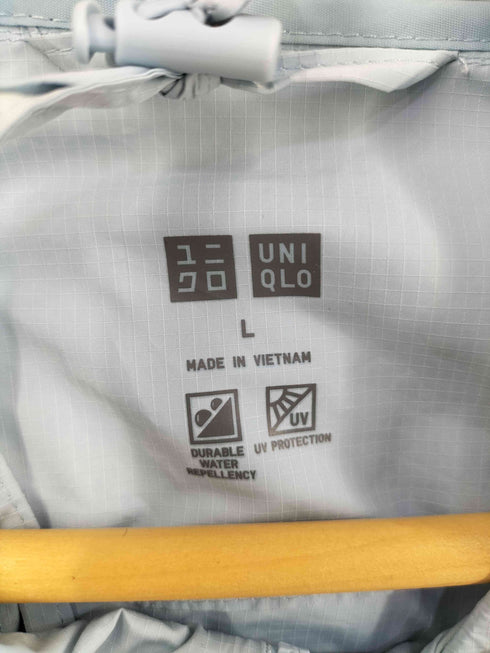 ユニ UNI
クロ QLO
L
MADE IN VIETNAM
UV
DURABLE
WATER
REPELLENCY
UV PROTECTION